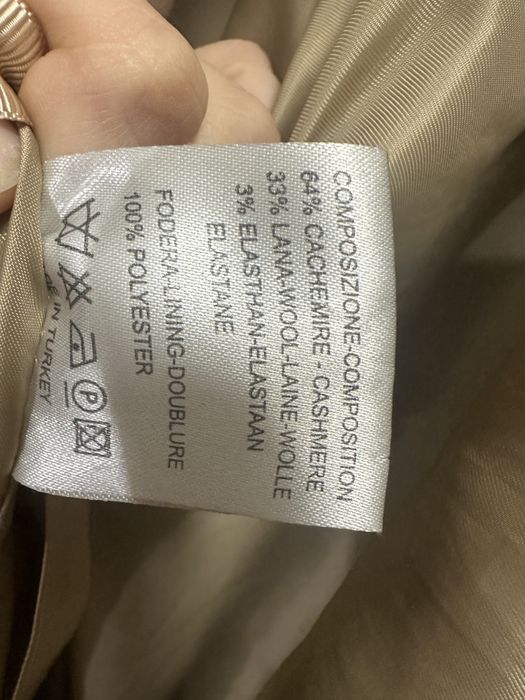 COMPOSIZIONE-COMPOSITION
64% CACHEMIRE - CASHMERE
33% LANA-WOOL-LAINE-WOLLE
3% ELASTHAN-ELASTAAN
ELASTANE
FODERA-LINING-DOUBLURE
100% POLYESTER
P
IN TURKEY